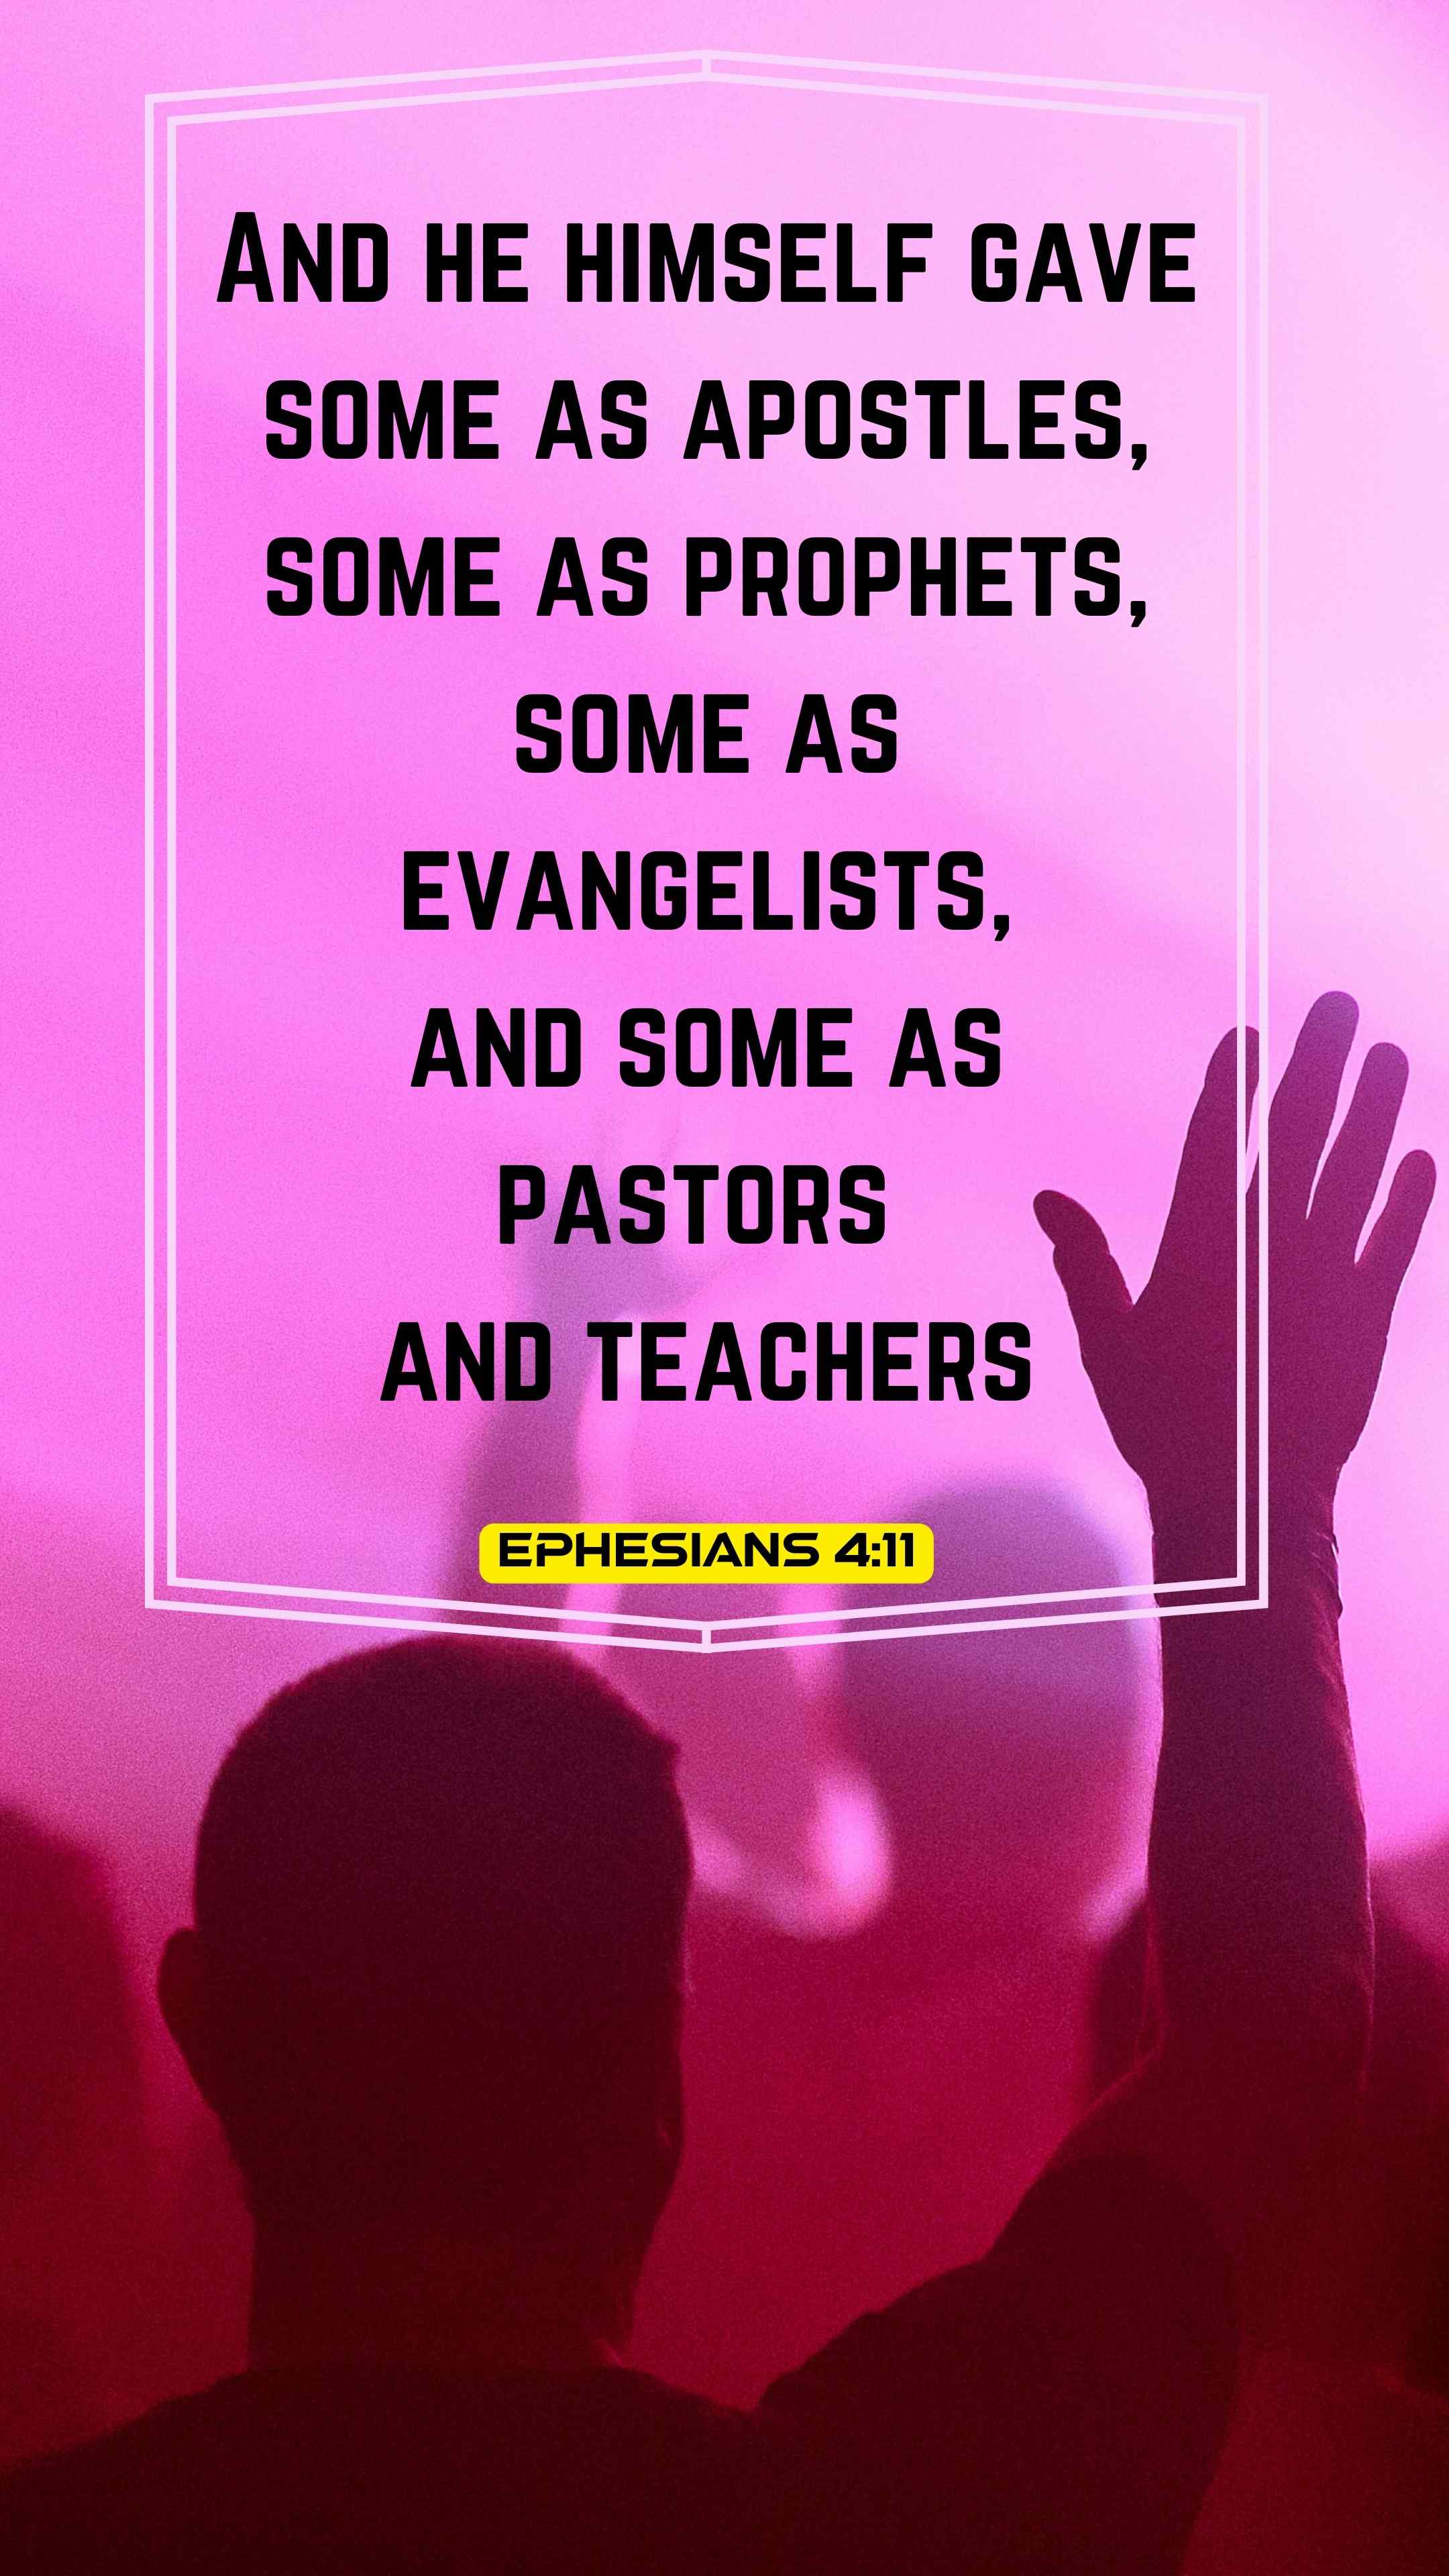 And he himself gave
some as apostles,
some as prophets,
some as
evangelists,
and some as
pastors
and teachers
EPHESIANS 4:11